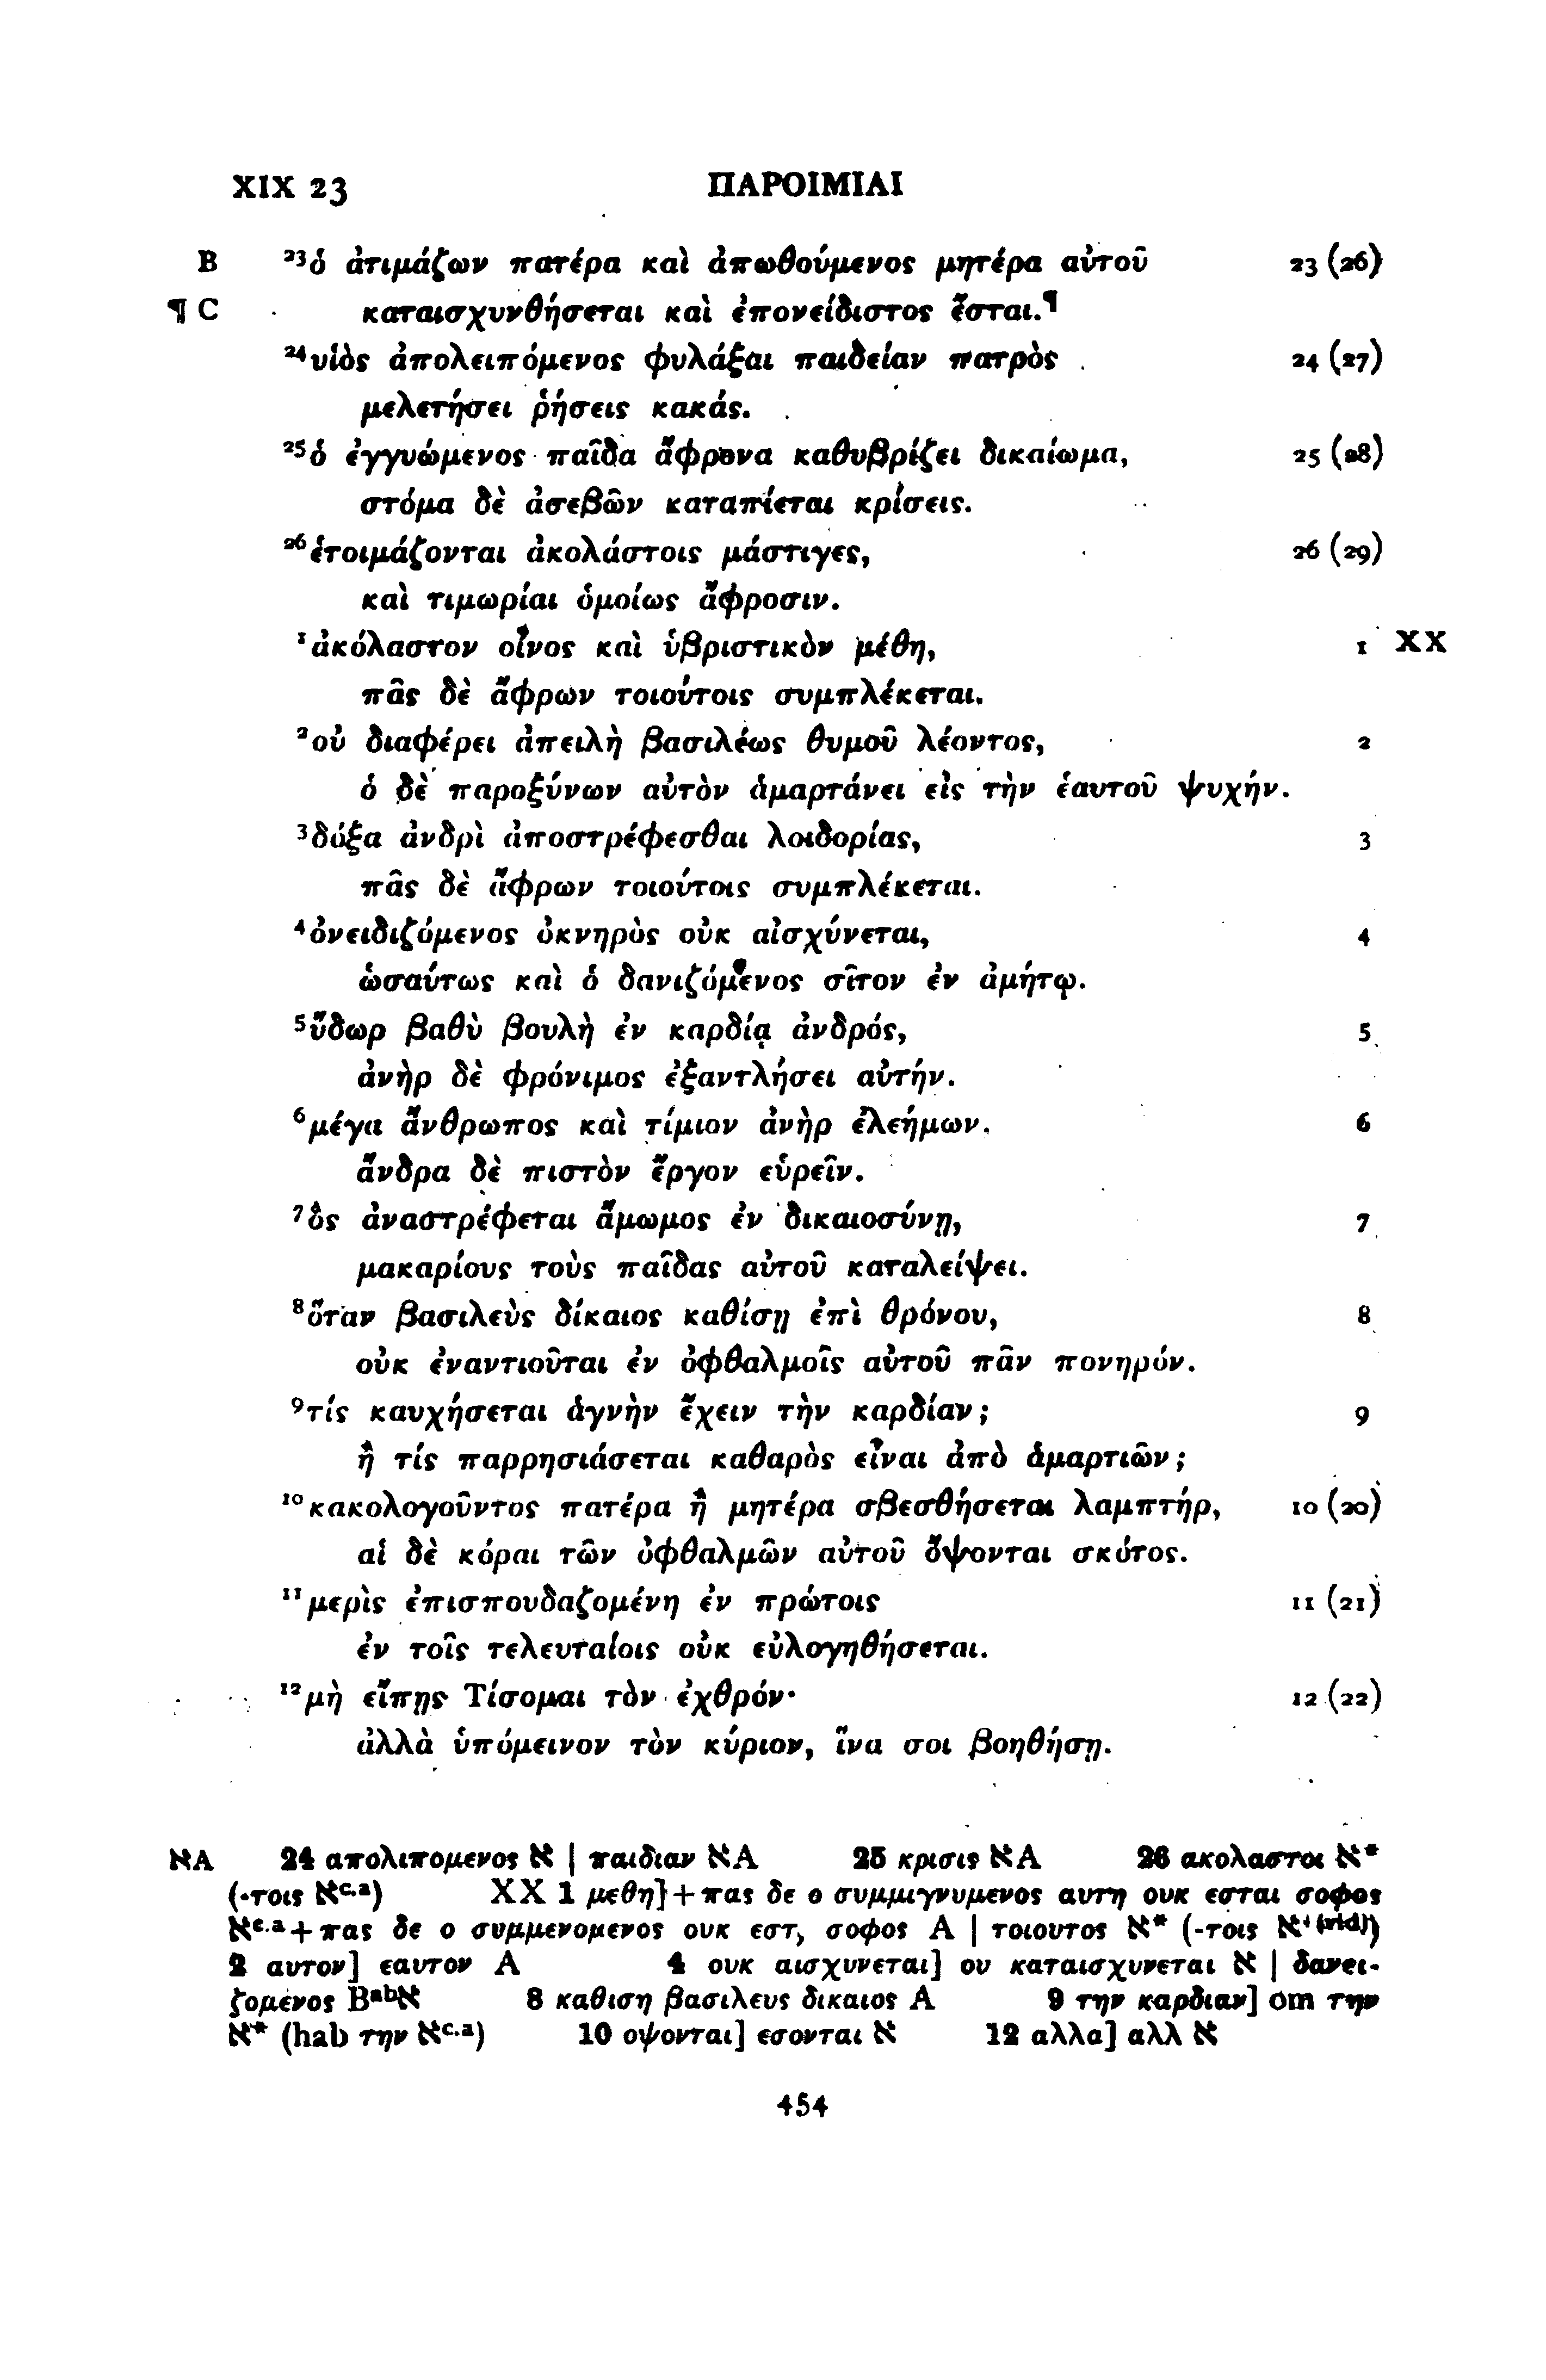 XIX 23 ΠΑΡΟΙΜΙΑΙ
B ²³ὁ ἀτιμάζων πατέρα καὶ ἀπωθούμενος μητέρα αὐτοῦ 23 (26)
¶ C καταισχυνθήσεται καὶ ἐπονείδιστος ἔσται.¶
²⁴υἱὸς ἀπολειπόμενος φυλάξαι παιδείαν πατρὸς 24 (27)
μελετήσει ῥήσεις κακάς.
²⁵ὁ ἐγγυώμενος παῖδα ἄφρονα καθυβρίζει δικαίωμα, 25 (28)
στόμα δὲ ἀσεβῶν καταπίεται κρίσεις.
²⁶ἑτοιμάζονται ἀκολάστοις μάστιγες, 26 (29)
καὶ τιμωρίαι ὁμοίως ἄφροσιν.
¹ἀκόλαστον οἶνος καὶ ὑβριστικὸν μέθη, 1 XX
πᾶς δὲ ἄφρων τοιούτοις συμπλέκεται.
²οὐ διαφέρει ἀπειλὴ βασιλέως θυμοῦ λέοντος, 2
ὁ δὲ παροξύνων αὐτὸν ἁμαρτάνει εἰς τὴν ἑαυτοῦ ψυχήν.
³δόξα ἀνδρὶ ἀποστρέφεσθαι λοιδορίας, 3
πᾶς δὲ ἄφρων τοιούτοις συμπλέκεται.
⁴ὀνειδιζόμενος ὀκνηρὸς οὐκ αἰσχύνεται, 4
ὡσαύτως καὶ ὁ δανιζόμενος σῖτον ἐν ἀμήτῳ.
⁵ὕδωρ βαθὺ βουλὴ ἐν καρδίᾳ ἀνδρός, 5
ἀνὴρ δὲ φρόνιμος ἐξαντλήσει αὐτήν.
⁶μέγα ἄνθρωπος καὶ τίμιον ἀνὴρ ἐλεήμων, 6
ἄνδρα δὲ πιστὸν ἔργον εὑρεῖν.
⁷ὃς ἀναστρέφεται ἄμωμος ἐν δικαιοσύνῃ, 7
μακαρίους τοὺς παῖδας αὐτοῦ καταλείψει.
⁸ὅταν βασιλεὺς δίκαιος καθίσῃ ἐπὶ θρόνου, 8
οὐκ ἐναντιοῦται ἐν ὀφθαλμοῖς αὐτοῦ πᾶν πονηρόν.
⁹τίς καυχήσεται ἁγνὴν ἔχειν τὴν καρδίαν; 9
ἢ τίς παρρησιάσεται καθαρὸς εἶναι ἀπὸ ἁμαρτιῶν;
¹⁰κακολογοῦντος πατέρα ἢ μητέρα σβεσθήσεται λαμπτήρ, 10 (20)
αἱ δὲ κόραι τῶν ὀφθαλμῶν αὐτοῦ ὄψονται σκότος.
¹¹μερὶς ἐπισπουδαζομένη ἐν πρώτοις 11 (21)
ἐν τοῖς τελευταίοις οὐκ εὐλογηθήσεται.
¹²μὴ εἴπῃς Τίσομαι τὸν ἐχθρόν· 12 (22)
ἀλλὰ ὑπόμεινον τὸν κύριον, ἵνα σοι βοηθήσῃ.
אA 24 απολιπομενος א | παιδιαν אA 25 κρισις אA 26 ακολαστοι א*
(-τοις אᶜ·ᵃ) XX 1 μεθη]+πας δε ο συμμιγνυμενος αυτη ουκ εσται σοφος
אᶜ·ᵃ+πας δε ο συμμενομενος ουκ εστ, σοφος A | τοιουτος א* (-τοις א¹ ⁽ᵛⁱᵈ⁾)
2 αυτον] εαυτον A 4 ουκ αισχυνεται] ου καταισχυνεται א | δανει-
ζομενος Bᵃᵇא 8 καθιση βασιλευς δικαιος A 9 την καρδιαν] om την
א* (hab την אᶜ·ᵃ) 10 οψονται] εσονται א 12 αλλα] αλλ א
454